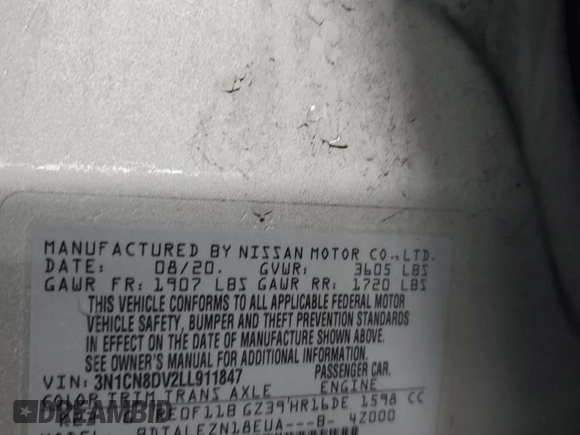 MANUFACTURED BY NISSAN MOTOR CO., LTD.
DATE: 08/20. GVWR: 3605 LBS
GAWR FR: 1907 LBS GAWR RR: 1720 LBS
THIS VEHICLE CONFORMS TO ALL APPLICABLE FEDERAL MOTOR
VEHICLE SAFETY, BUMPER AND THEFT PREVENTION STANDARDS
IN EFFECT ON THE DATE OF MANUFACTURE SHOWN ABOVE.
SEE OWNER'S MANUAL FOR ADDITIONAL INFORMATION.
VIN: 3N1CN8DV2LL911847 PASSENGER CAR.
COLOR TRIM TRANS AXLE ENGINE
RE0F11B GZ39 HR16DE 1598 CC
MODEL 42000
DREAMBID